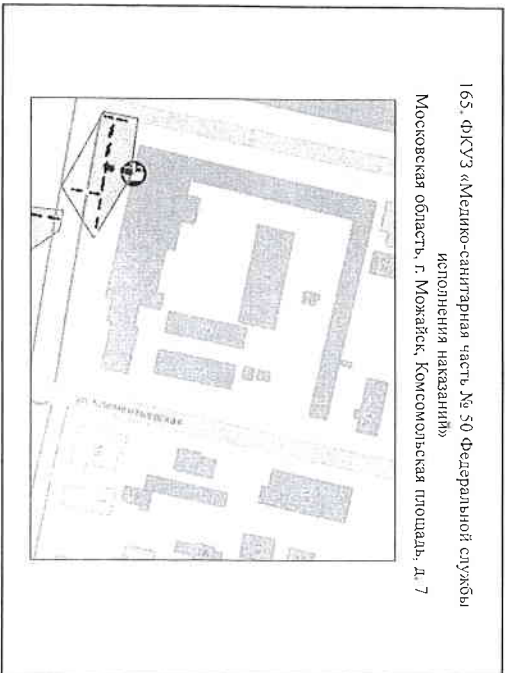 165. ФКУЗ «Медико-санитарная часть № 50 Федеральной службы
исполнения наказаний»
Московская область, г. Можайск, Комсомольская площадь, д. 7